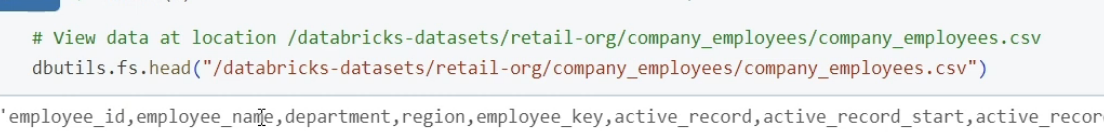 # View data at location /databricks-datasets/retail-org/company_employees/company_employees.csv
dbutils.fs.head("/databricks-datasets/retail-org/company_employees/company_employees.csv")
'employee_id,employee_name,department,region,employee_key,active_record,active_record_start,active_recor